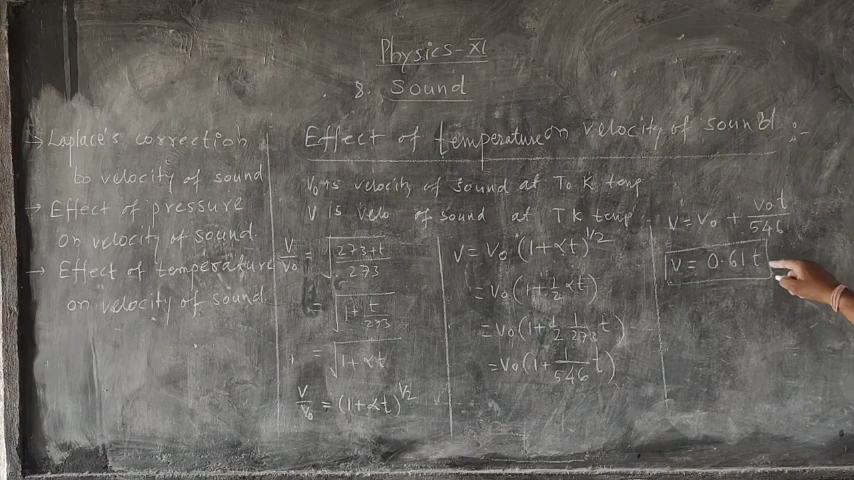 Physics-XI
8. Sound
→ Laplace's correction
to velocity of sound
→ Effect of pressure
on velocity of sound
→ Effect of temperature
on velocity of sound
Effect of temperature on velocity of sound :-
V₀ is velocity of sound at T₀ K temp
V is velo of sound at T K temp
V/V₀ = √((273+t)/273)
= √(1+t/273)
= √(1+αt)
V/V₀ = (1+αt)^1/2
V = V₀ (1+αt)^1/2
= V₀ (1+1/2 αt)
= V₀ (1+1/2 1/273 t)
= V₀ (1+1/546 t)
V = V₀ + V₀t/546
V = 0.61 t